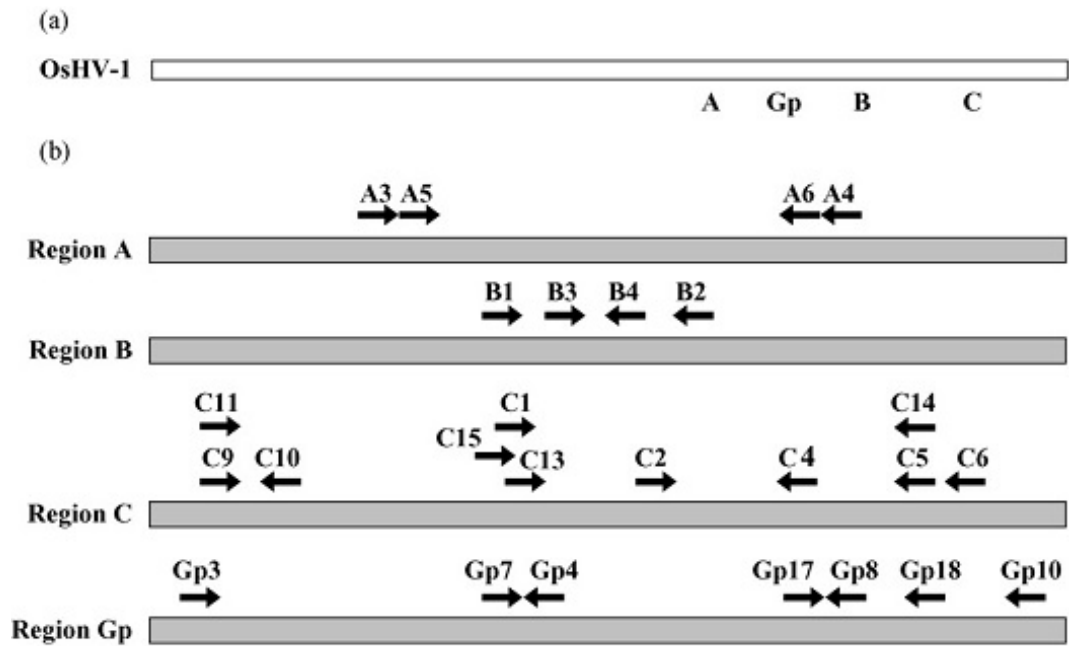 (a)
OsHV-1
A Gp B C
(b)
A3 A5 A6 A4
Region A
B1 B3 B4 B2
Region B
C11 C1 C14
C15
C9 C10 C13 C2 C4 C5 C6
Region C
Gp3 Gp7 Gp4 Gp17 Gp8 Gp18 Gp10
Region Gp